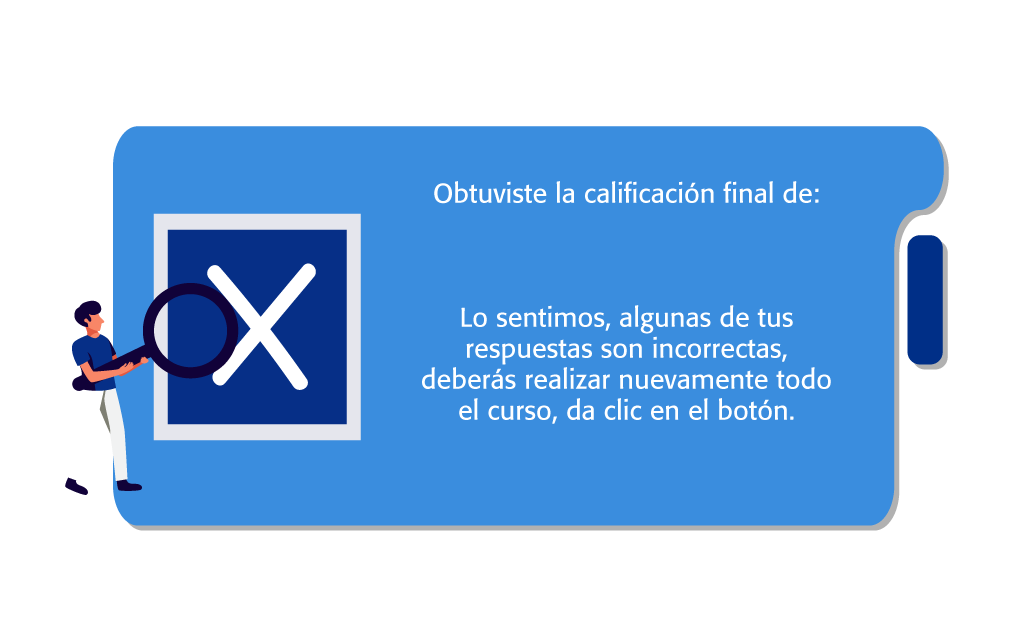 Obtuviste la calificación final de:
Lo sentimos, algunas de tus
respuestas son incorrectas,
deberás realizar nuevamente todo
el curso, da clic en el botón.